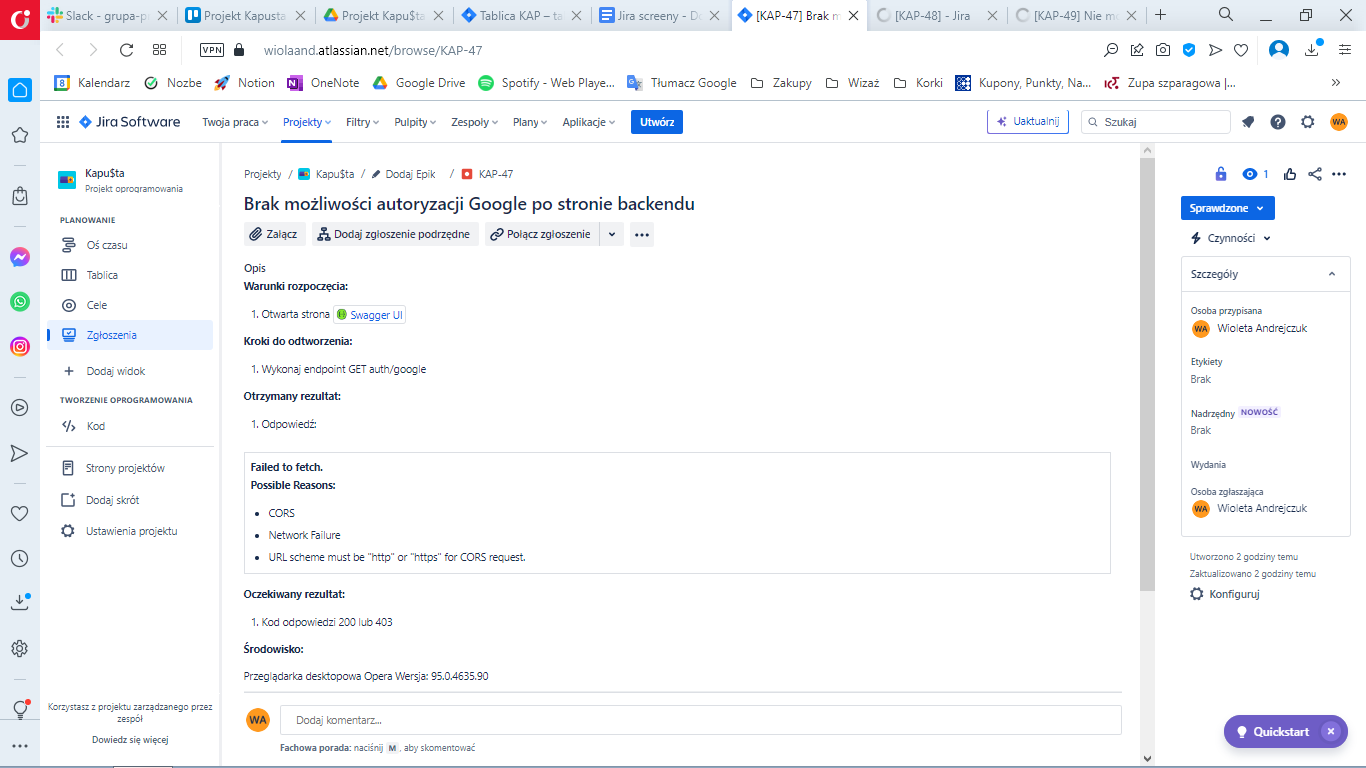 Slack - grupa-p
Projekt Kapusta
Projekt Kapu$ta
Tablica KAP – ta
Jira screeny - Do
[KAP-47] Brak m
[KAP-48] - Jira
[KAP-49] Nie mo
VPN
wiolaand.atlassian.net/browse/KAP-47
Kalendarz
Nozbe
Notion
OneNote
Google Drive
Spotify - Web Playe...
Tłumacz Google
Zakupy
Wizaż
Korki
Kupony, Punkty, Na...
Zupa szparagowa |...
Jira Software
Twoja praca
Projekty
Filtry
Pulpity
Zespoły
Plany
Aplikacje
Utwórz
Uaktualnij
Szukaj
WA
Kapu$ta
Projekt oprogramowania
PLANOWANIE
Oś czasu
Tablica
Cele
Zgłoszenia
Dodaj widok
TWORZENIE OPROGRAMOWANIA
Kod
Strony projektów
Dodaj skrót
Ustawienia projektu
Korzystasz z projektu zarządzanego przez
zespół
Dowiedz się więcej
Projekty / Kapu$ta / Dodaj Epik / KAP-47
Brak możliwości autoryzacji Google po stronie backendu
Załącz
Dodaj zgłoszenie podrzędne
Połącz zgłoszenie
Opis
Warunki rozpoczęcia:
1. Otwarta strona Swagger UI
Kroki do odtworzenia:
1. Wykonaj endpoint GET auth/google
Otrzymany rezultat:
1. Odpowiedź:
Failed to fetch.
Possible Reasons:
CORS
Network Failure
URL scheme must be "http" or "https" for CORS request.
Oczekiwany rezultat:
1. Kod odpowiedzi 200 lub 403
Środowisko:
Przeglądarka desktopowa Opera Wersja: 95.0.4635.90
WA
Dodaj komentarz...
Fachowa porada: naciśnij M , aby skomentować
1
Sprawdzone
Czynności
Szczegóły
Osoba przypisana
WA
Wioleta Andrejczuk
Etykiety
Brak
Nadrzędny NOWOŚĆ
Brak
Wydania
Osoba zgłaszająca
WA
Wioleta Andrejczuk
Utworzono 2 godziny temu
Zaktualizowano 2 godziny temu
Konfiguruj
Quickstart